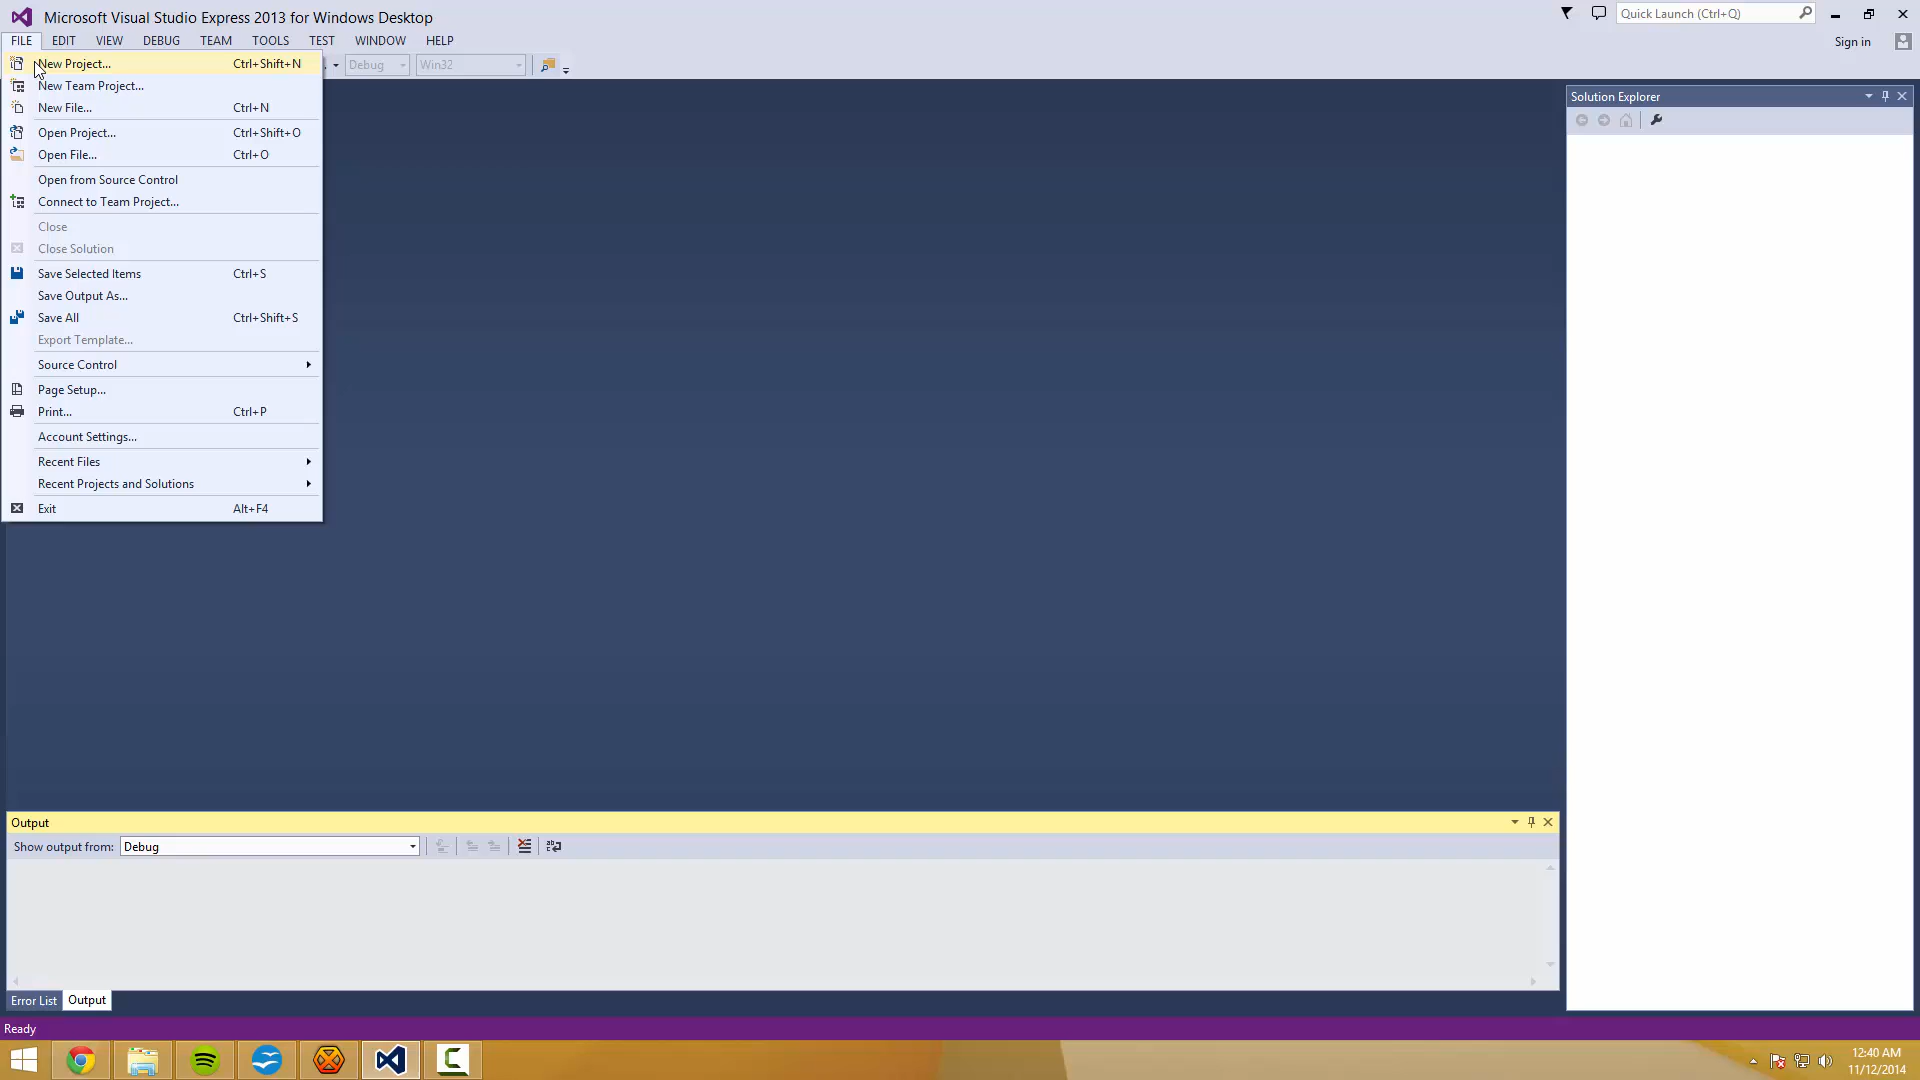 Microsoft Visual Studio Express 2013 for Windows Desktop
Quick Launch (Ctrl+Q)
FILE EDIT VIEW DEBUG TEAM TOOLS TEST WINDOW HELP
Sign in
Debug Win32
New Project... Ctrl+Shift+N
New Team Project...
New File... Ctrl+N
Open Project... Ctrl+Shift+O
Open File... Ctrl+O
Open from Source Control
Connect to Team Project...
Close
Close Solution
Save Selected Items Ctrl+S
Save Output As...
Save All Ctrl+Shift+S
Export Template...
Source Control
Page Setup...
Print... Ctrl+P
Account Settings...
Recent Files
Recent Projects and Solutions
Exit Alt+F4
Solution Explorer
Output
Show output from: Debug
Error List Output
Ready
12:40 AM
11/12/2014